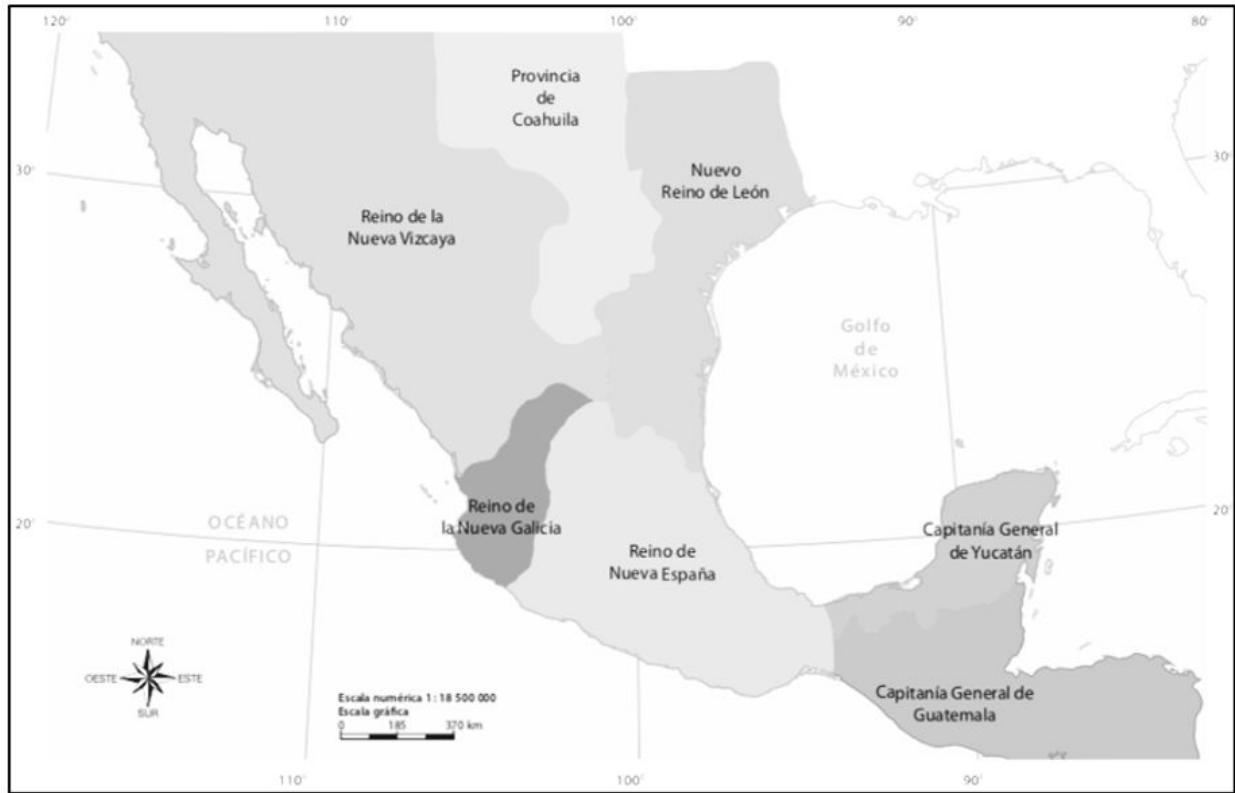 120°
110°
100°
90°
80°
Provincia
de
Coahuila
30°
30°
Nuevo
Reino de León
Reino de la
Nueva Vizcaya
Golfo
de
México
Reino de
la Nueva Galicia
20°
20°
OCÉANO
PACÍFICO
Capitanía General
de Yucatán
Reino de
Nueva España
NORTE
OESTE
ESTE
SUR
Capitanía General de
Guatemala
Escala numérica 1: 18 500 000
Escala gráfica
0 185 370 km
110°
100°
90°